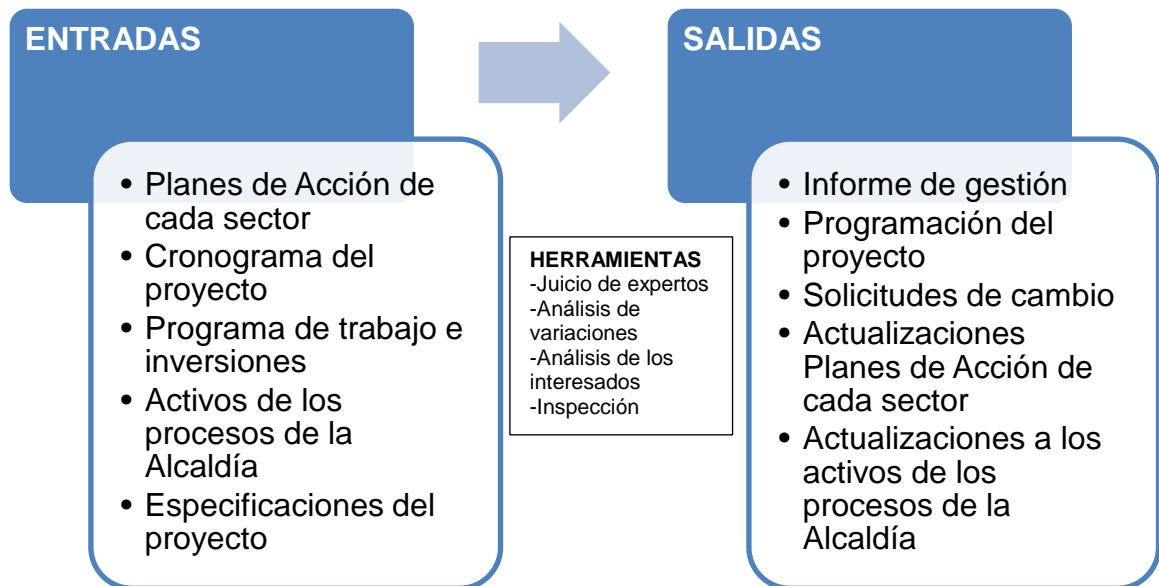 ENTRADAS
• Planes de Acción de
cada sector
• Cronograma del
proyecto
• Programa de trabajo e
inversiones
• Activos de los
procesos de la
Alcaldía
• Especificaciones del
proyecto
HERRAMIENTAS
-Juicio de expertos
-Análisis de
variaciones
-Análisis de los
interesados
-Inspección
SALIDAS
• Informe de gestión
• Programación del
proyecto
• Solicitudes de cambio
• Actualizaciones
Planes de Acción de
cada sector
• Actualizaciones a los
activos de los
procesos de la
Alcaldía